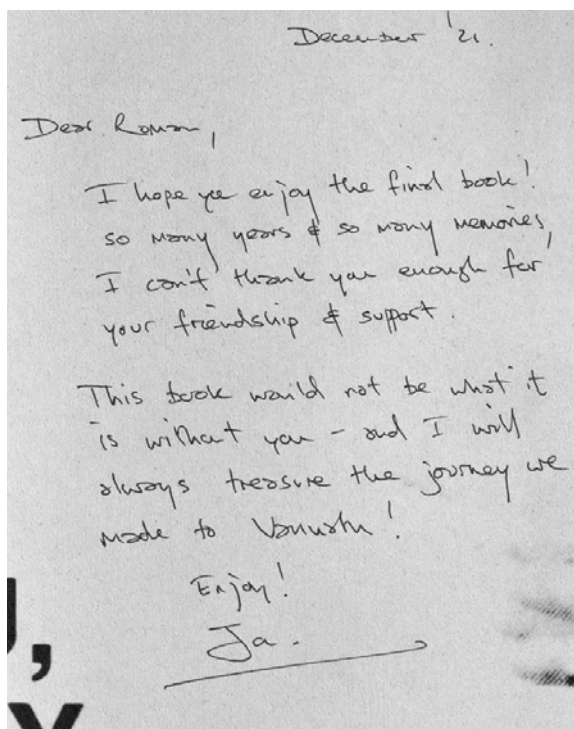 December '21.
Dear Roman,
I hope you enjoy the final book!
so many years & so many memories,
I can't thank you enough for
your friendship & support.
This book would not be what it
is without you – and I will
always treasure the journey we
made to Vanuatu!
Enjoy!
Ja.
,
Y